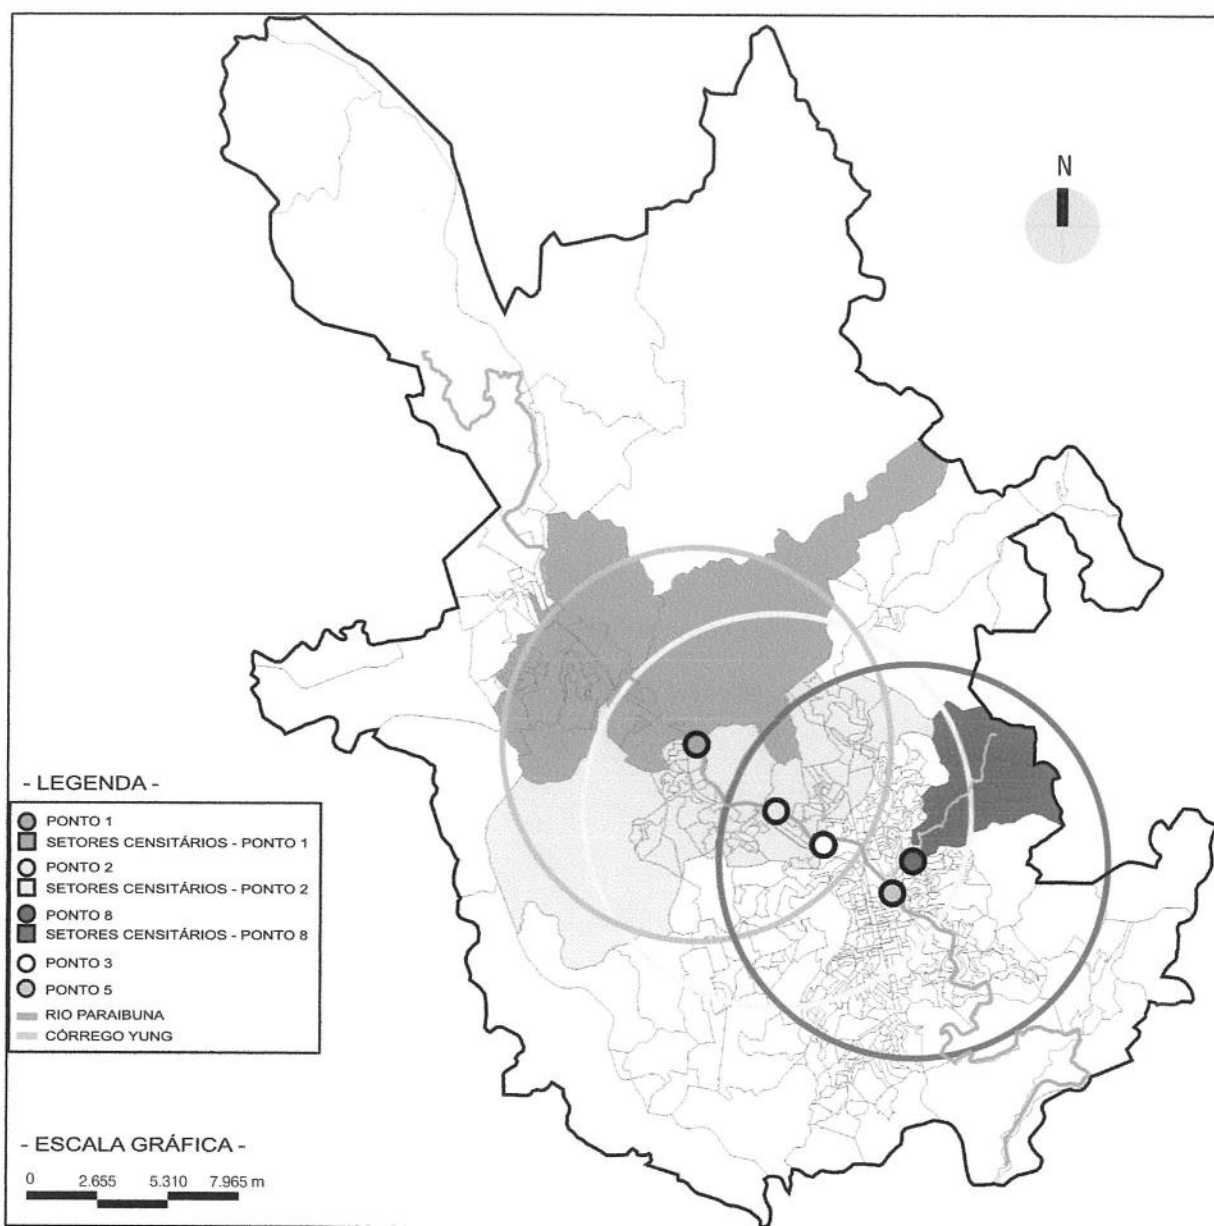 N
- LEGENDA -
PONTO 1
SETORES CENSITÁRIOS - PONTO 1
PONTO 2
SETORES CENSITÁRIOS - PONTO 2
PONTO 8
SETORES CENSITÁRIOS - PONTO 8
PONTO 3
PONTO 5
RIO PARAIBUNA
CÓRREGO YUNG
- ESCALA GRÁFICA -
0 2.655 5.310 7.965 m